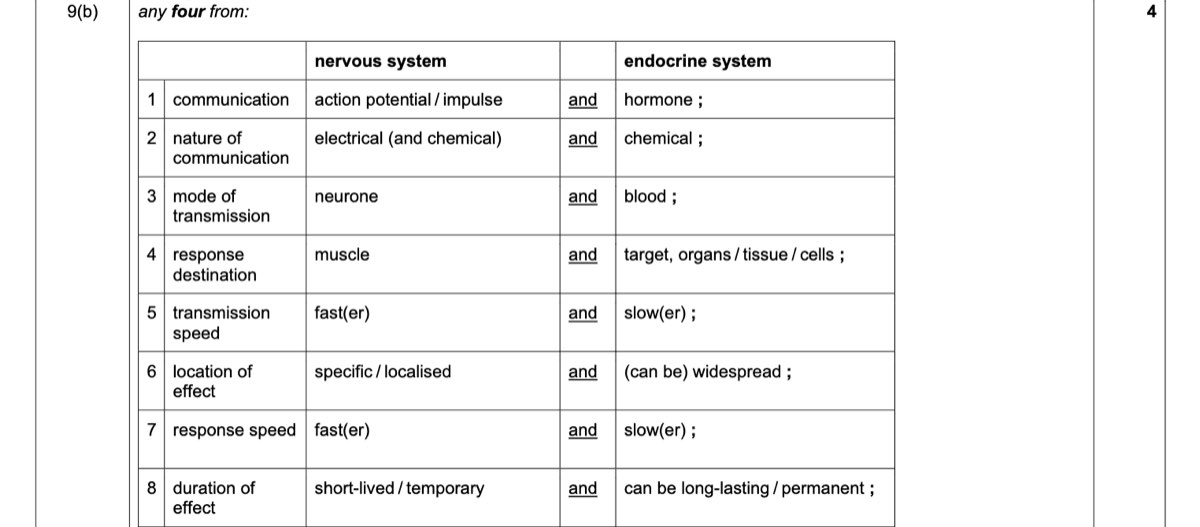 9(b) any four from: 4
nervous system endocrine system
1 communication action potential / impulse and hormone ;
2 nature of communication electrical (and chemical) and chemical ;
3 mode of transmission neurone and blood ;
4 response destination muscle and target, organs / tissue / cells ;
5 transmission speed fast(er) and slow(er) ;
6 location of effect specific / localised and (can be) widespread ;
7 response speed fast(er) and slow(er) ;
8 duration of effect short-lived / temporary and can be long-lasting / permanent ;